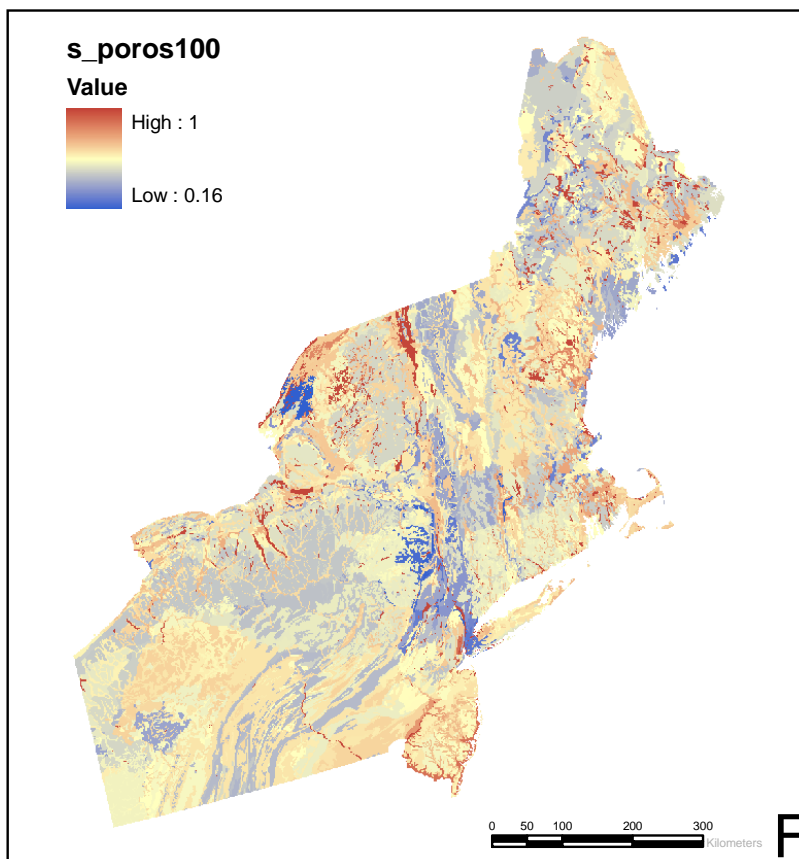 s_poros100
Value
High : 1
Low : 0.16
0 50 100 200 300
Kilometers
F